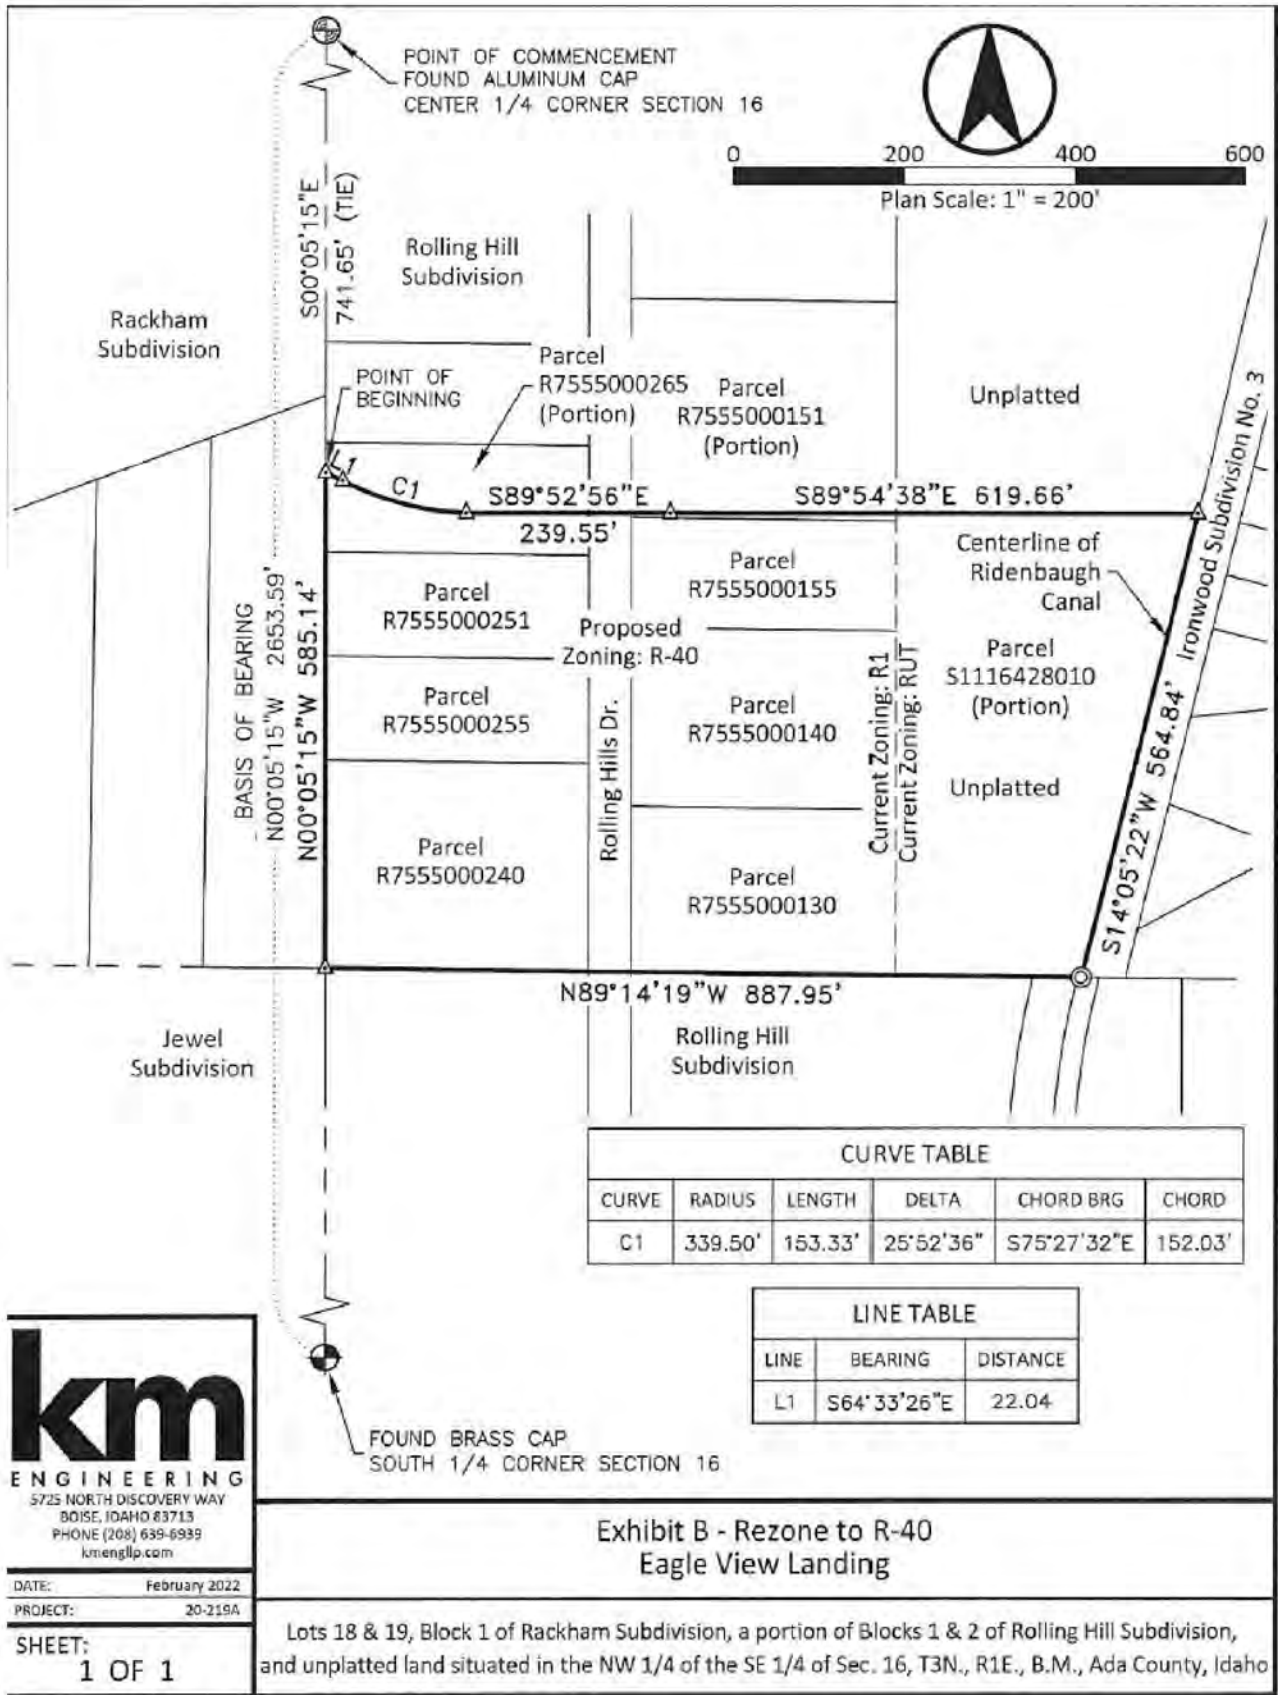 POINT OF COMMENCEMENT
FOUND ALUMINUM CAP
CENTER 1/4 CORNER SECTION 16
0 200 400 600
Plan Scale: 1" = 200'
S00°05'15"E
741.65' (TIE)
Rolling Hill
Subdivision
Rackham
Subdivision
POINT OF
BEGINNING
Parcel
R7555000265
(Portion)
Parcel
R7555000151
(Portion)
Unplatted
L1
C1
S89°52'56"E
239.55'
S89°54'38"E 619.66'
Ironwood Subdivision No. 3
Centerline of
Ridenbaugh
Canal
BASIS OF BEARING
N00°05'15"W 2653.59'
N00°05'15"W 585.14'
Parcel
R7555000251
Parcel
R7555000155
Proposed
Zoning: R-40
Parcel
S1116428010
(Portion)
Parcel
R7555000255
Rolling Hills Dr.
Parcel
R7555000140
Current Zoning: R1
Current Zoning: RUT
Unplatted
S14°05'22"W 564.84'
Parcel
R7555000240
Parcel
R7555000130
N89°14'19"W 887.95'
Jewel
Subdivision
Rolling Hill
Subdivision
CURVE TABLE
CURVE RADIUS LENGTH DELTA CHORD BRG CHORD
C1 339.50' 153.33' 25°52'36" S75°27'32"E 152.03'
LINE TABLE
LINE BEARING DISTANCE
L1 S64°33'26"E 22.04
FOUND BRASS CAP
SOUTH 1/4 CORNER SECTION 16
km
ENGINEERING
5725 NORTH DISCOVERY WAY
BOISE, IDAHO 83713
PHONE (208) 639-6939
kmengllp.com
DATE: February 2022
PROJECT: 20-219A
SHEET:
1 OF 1
Exhibit B - Rezone to R-40
Eagle View Landing
Lots 18 & 19, Block 1 of Rackham Subdivision, a portion of Blocks 1 & 2 of Rolling Hill Subdivision,
and unplatted land situated in the NW 1/4 of the SE 1/4 of Sec. 16, T3N., R1E., B.M., Ada County, Idaho